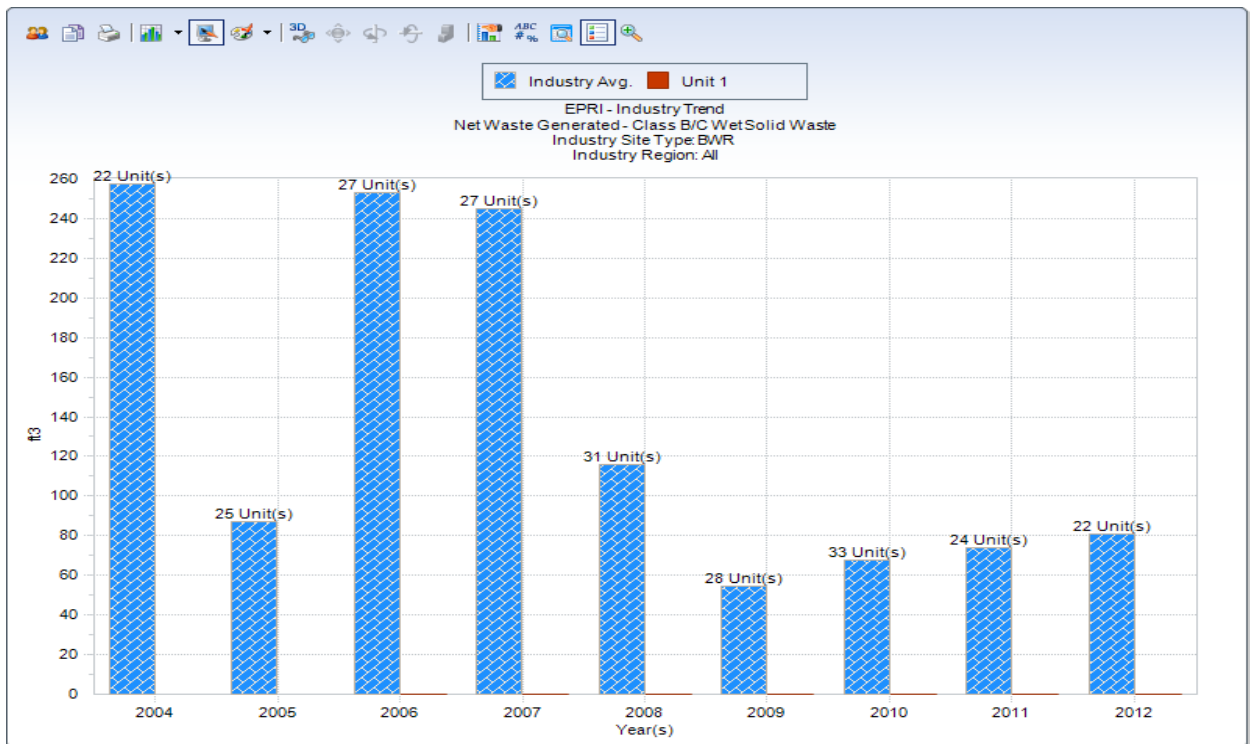 3D
ABC
# %
Industry Avg. Unit 1
EPRI - Industry Trend
Net Waste Generated - Class B/C Wet Solid Waste
Industry Site Type: BWR
Industry Region: All
260
240
220
200
180
160
140
120
100
80
60
40
20
0
ft3
22 Unit(s)
25 Unit(s)
27 Unit(s)
27 Unit(s)
31 Unit(s)
28 Unit(s)
33 Unit(s)
24 Unit(s)
22 Unit(s)
2004 2005 2006 2007 2008 2009 2010 2011 2012
Year(s)